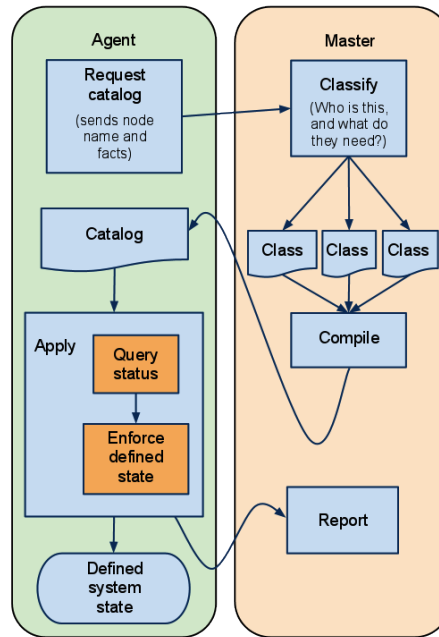 Agent
Request
catalog
(sends node
name and
facts)
Catalog
Apply
Query
status
Enforce
defined
state
Defined
system
state
Master
Classify
(Who is this,
and what do
they need?)
Class
Class
Class
Compile
Report